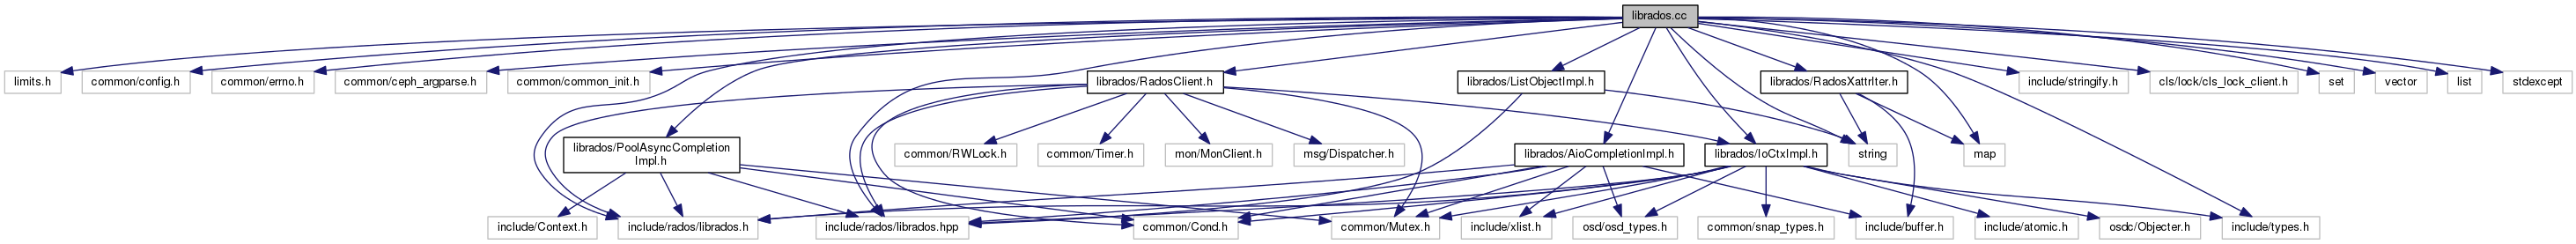 librados.cc
limits.h
common/config.h
common/errno.h
common/ceph_argparse.h
common/common_init.h
librados/RadosClient.h
librados/ListObjectImpl.h
librados/RadosXattrIter.h
include/stringify.h
cls/lock/cls_lock_client.h
set
vector
list
stdexcept
librados/PoolAsyncCompletion
Impl.h
common/RWLock.h
common/Timer.h
mon/MonClient.h
msg/Dispatcher.h
librados/AioCompletionImpl.h
librados/IoCtxImpl.h
string
map
include/Context.h
include/rados/librados.h
include/rados/librados.hpp
common/Cond.h
common/Mutex.h
include/xlist.h
osd/osd_types.h
common/snap_types.h
include/buffer.h
include/atomic.h
osdc/Objecter.h
include/types.h